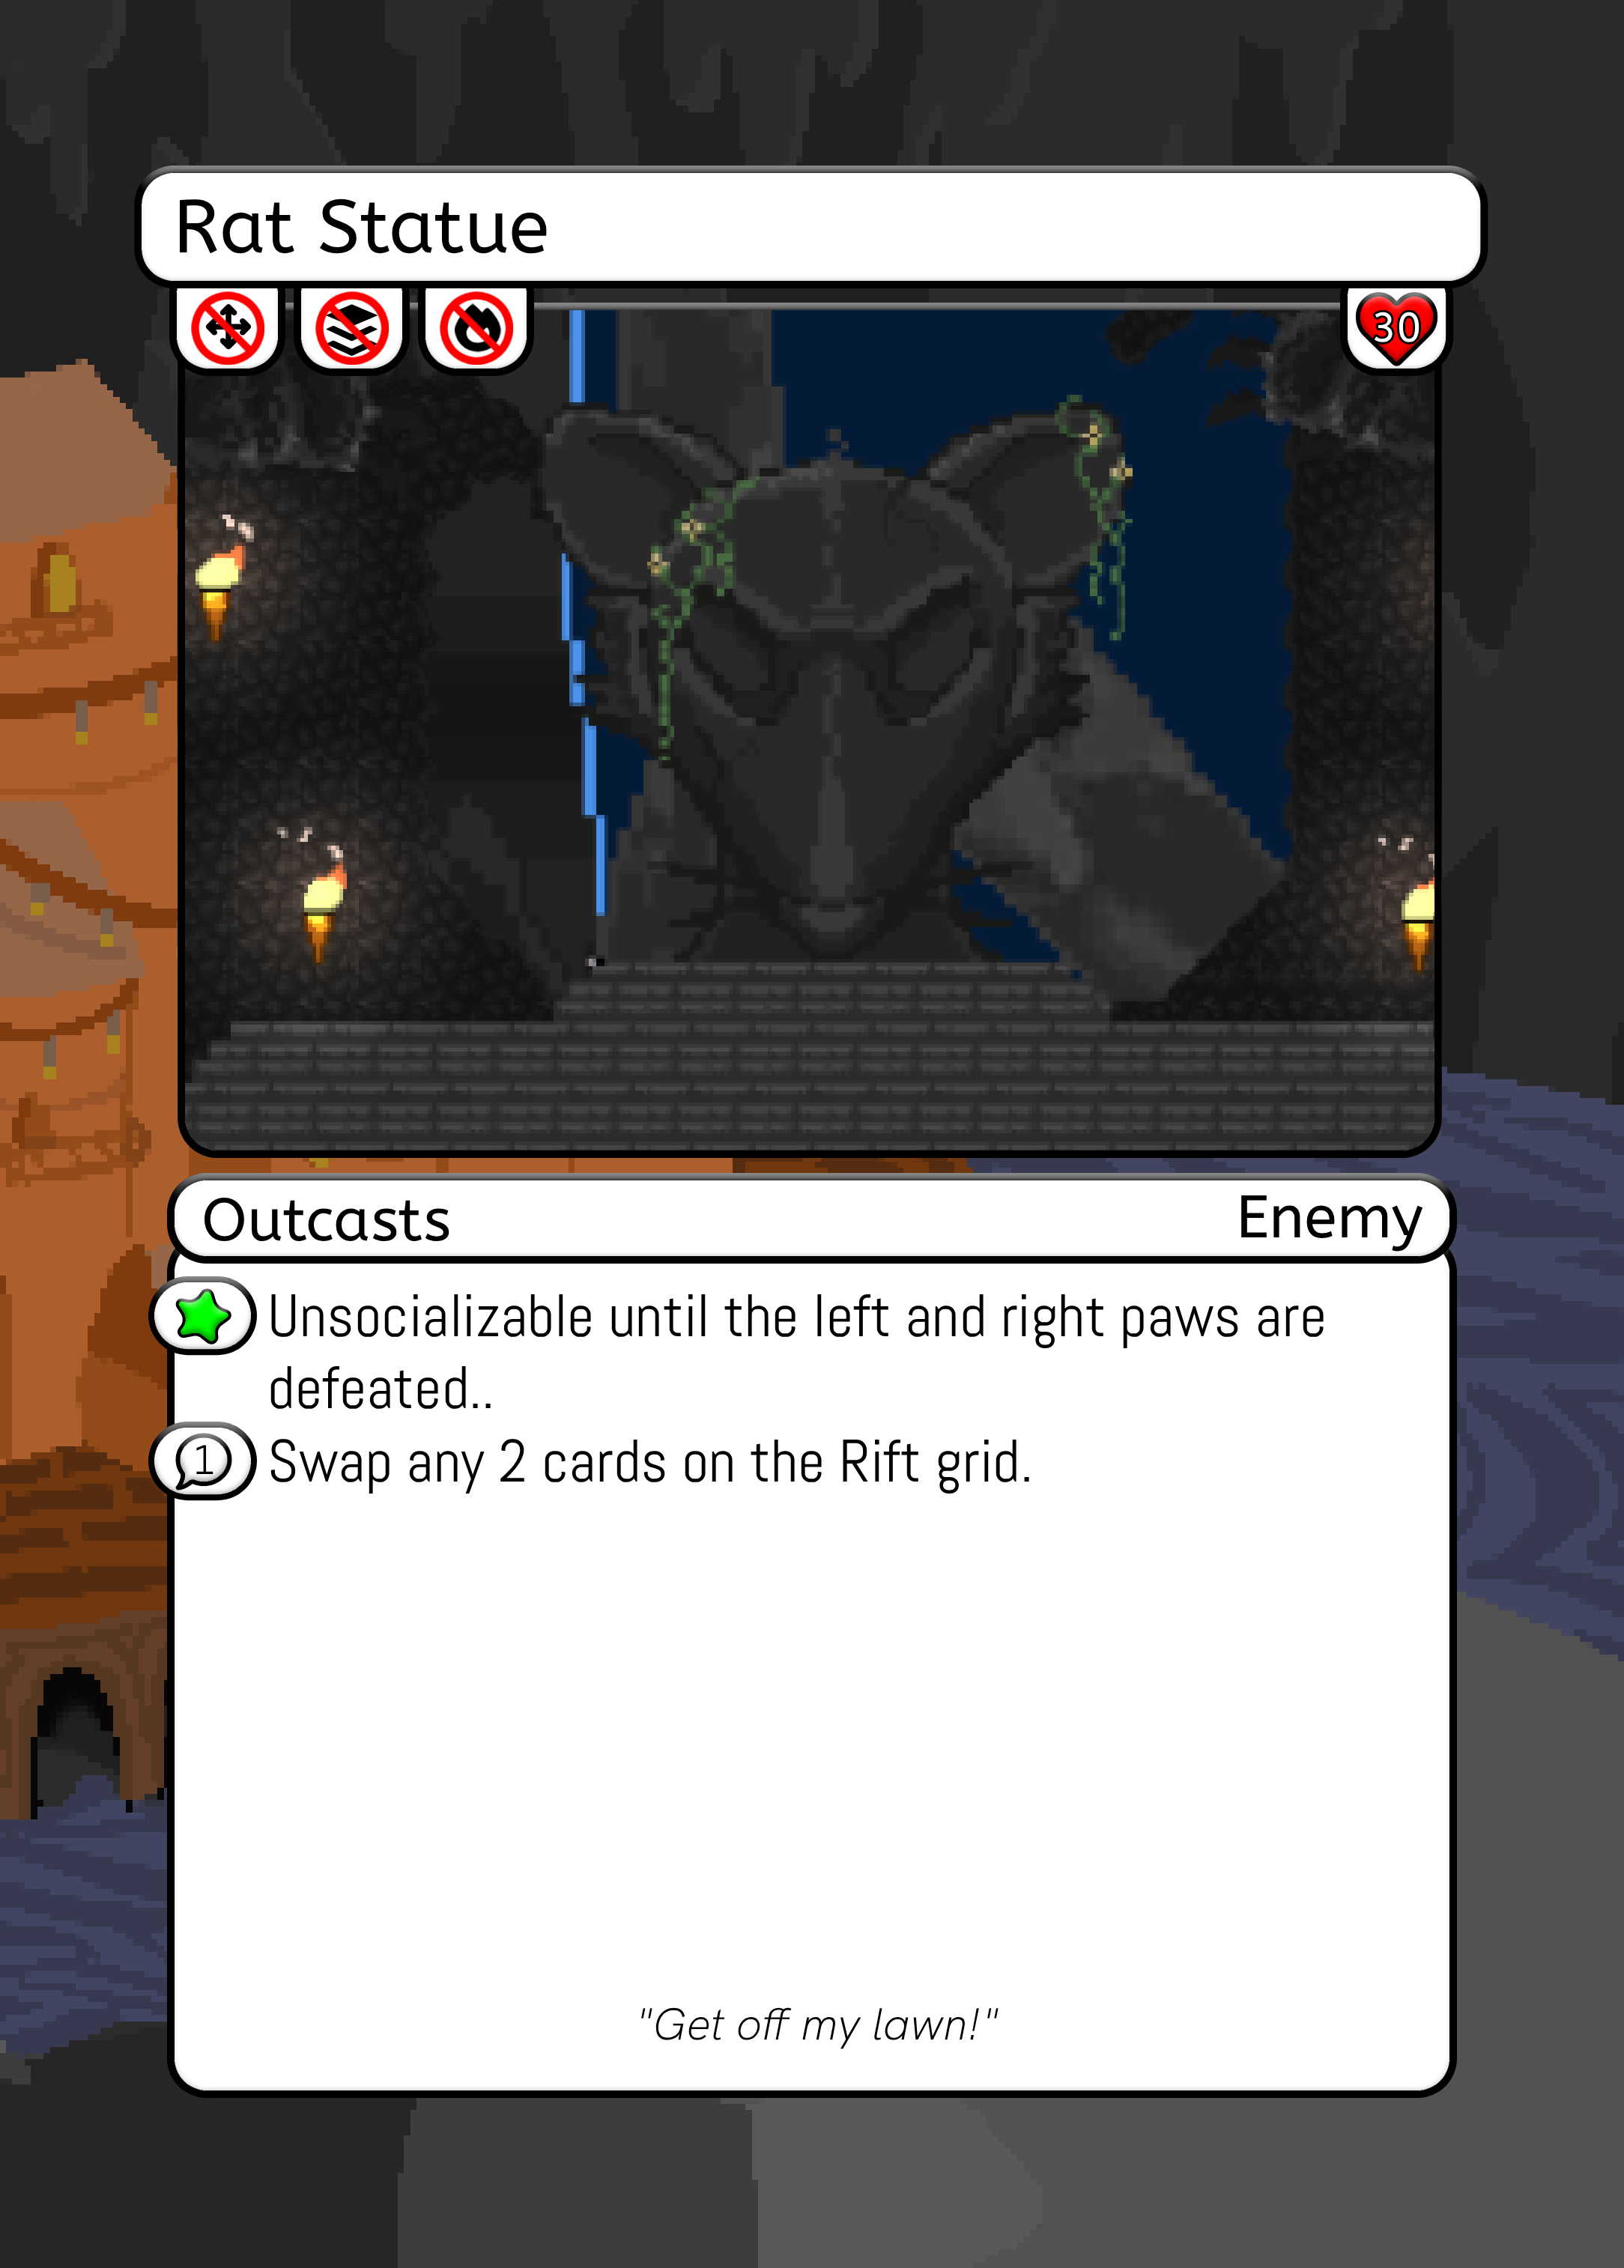 Rat Statue
30
Outcasts
Enemy
Unsocializable until the left and right paws are
defeated..
1 Swap any 2 cards on the Rift grid.
"Get off my lawn!"